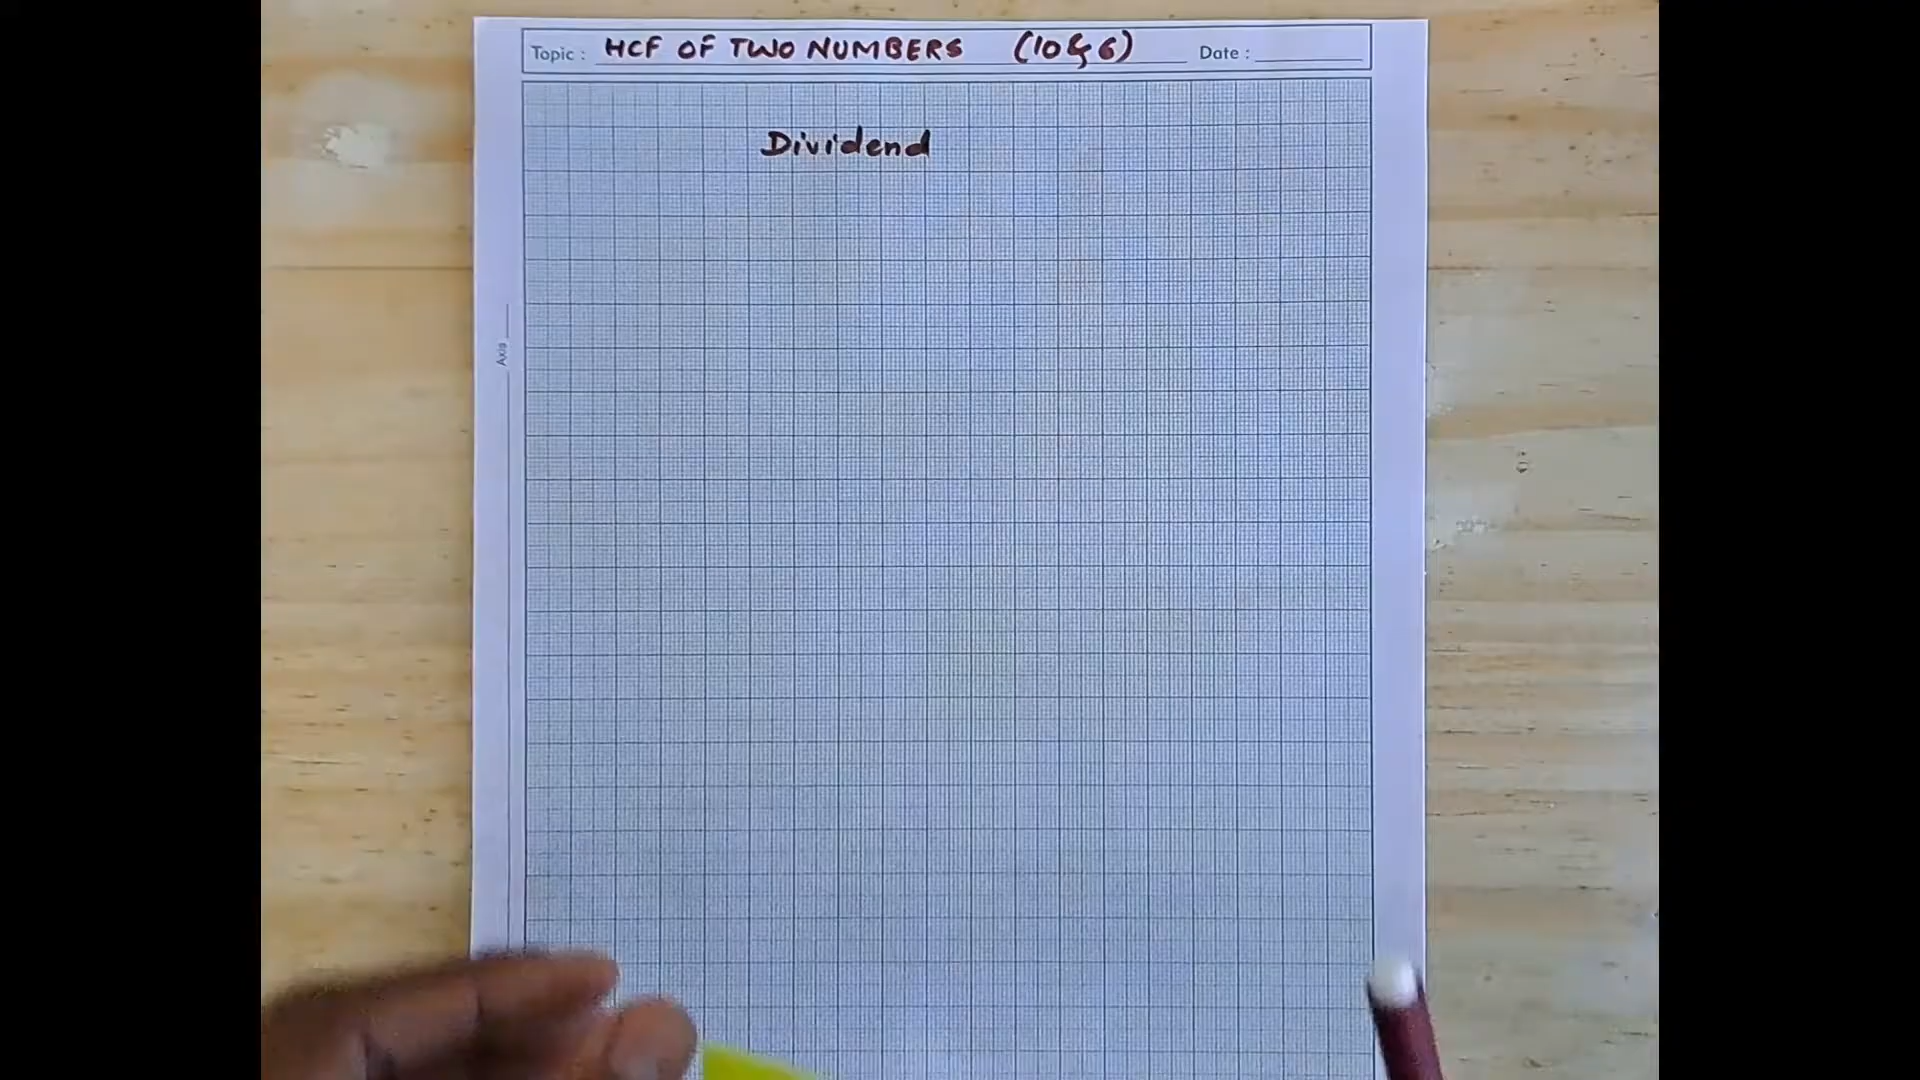 Topic : HCF OF TWO NUMBERS (10 & 6) Date :
Dividend
Axis